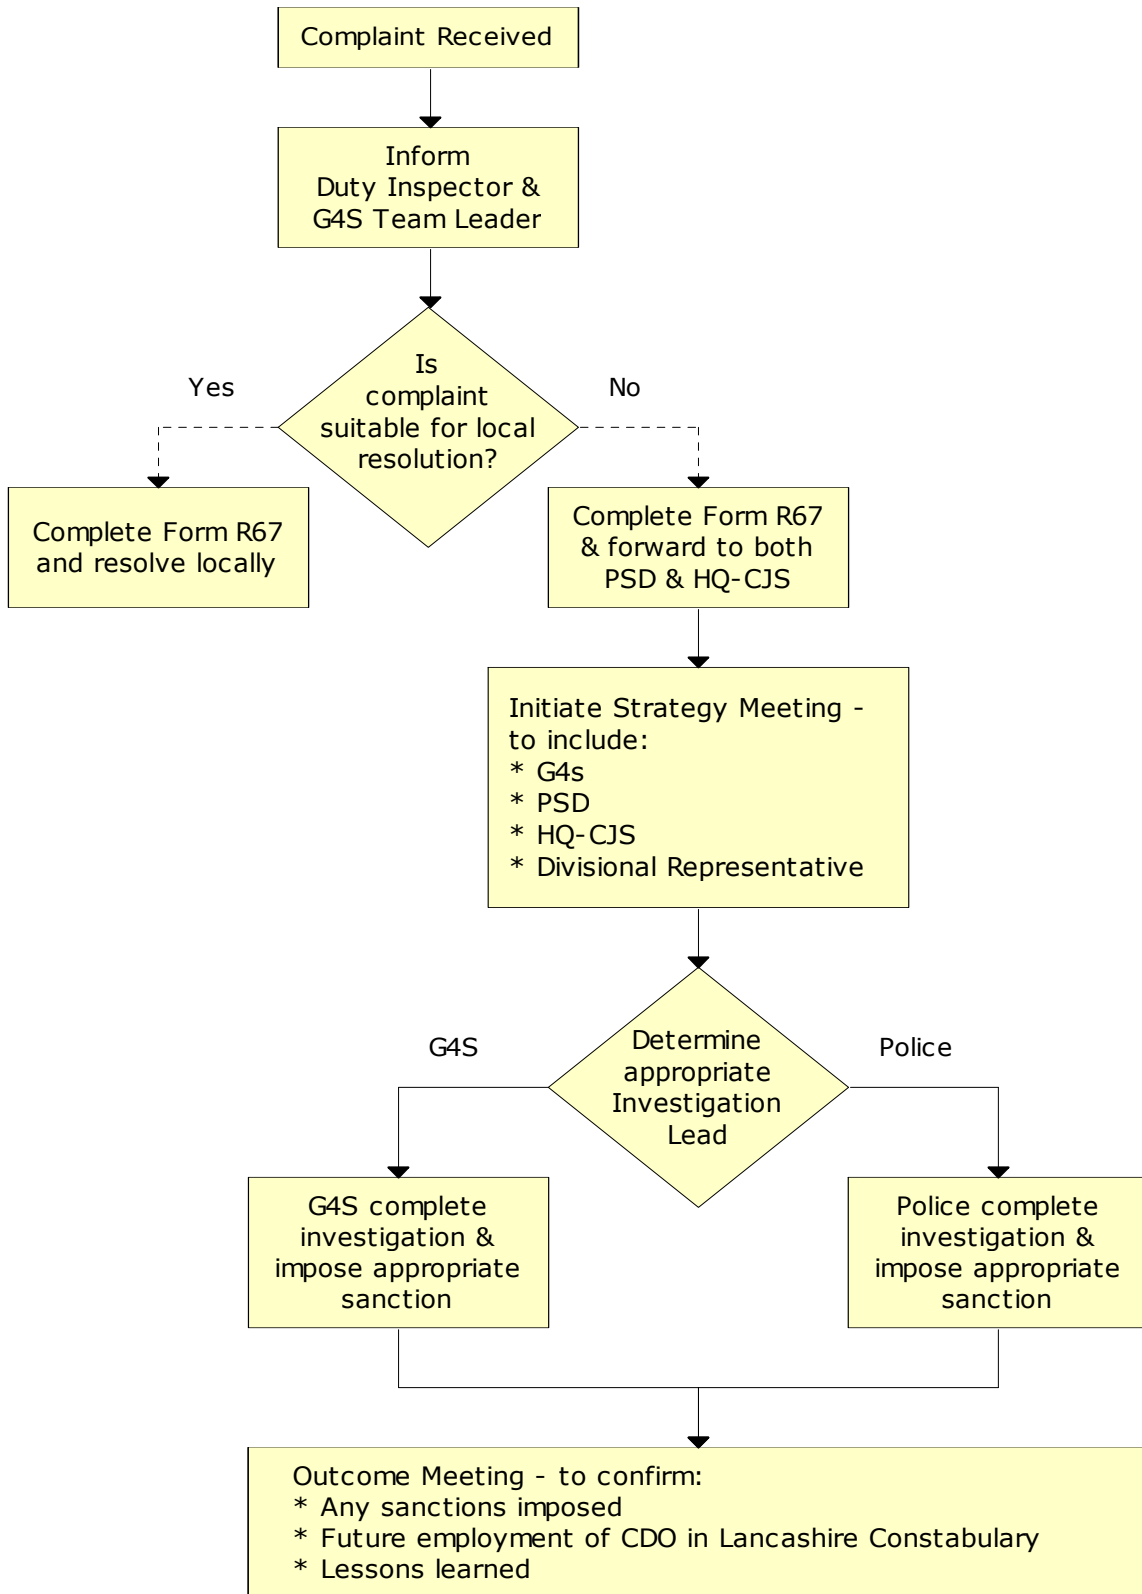 Complaint Received
Inform
Duty Inspector &
G4S Team Leader
Is
complaint
suitable for local
resolution?
Yes
No
Complete Form R67
and resolve locally
Complete Form R67
& forward to both
PSD & HQ-CJS
Initiate Strategy Meeting -
to include:
* G4s
* PSD
* HQ-CJS
* Divisional Representative
Determine
appropriate
Investigation
Lead
G4S
Police
G4S complete
investigation &
impose appropriate
sanction
Police complete
investigation &
impose appropriate
sanction
Outcome Meeting - to confirm:
* Any sanctions imposed
* Future employment of CDO in Lancashire Constabulary
* Lessons learned